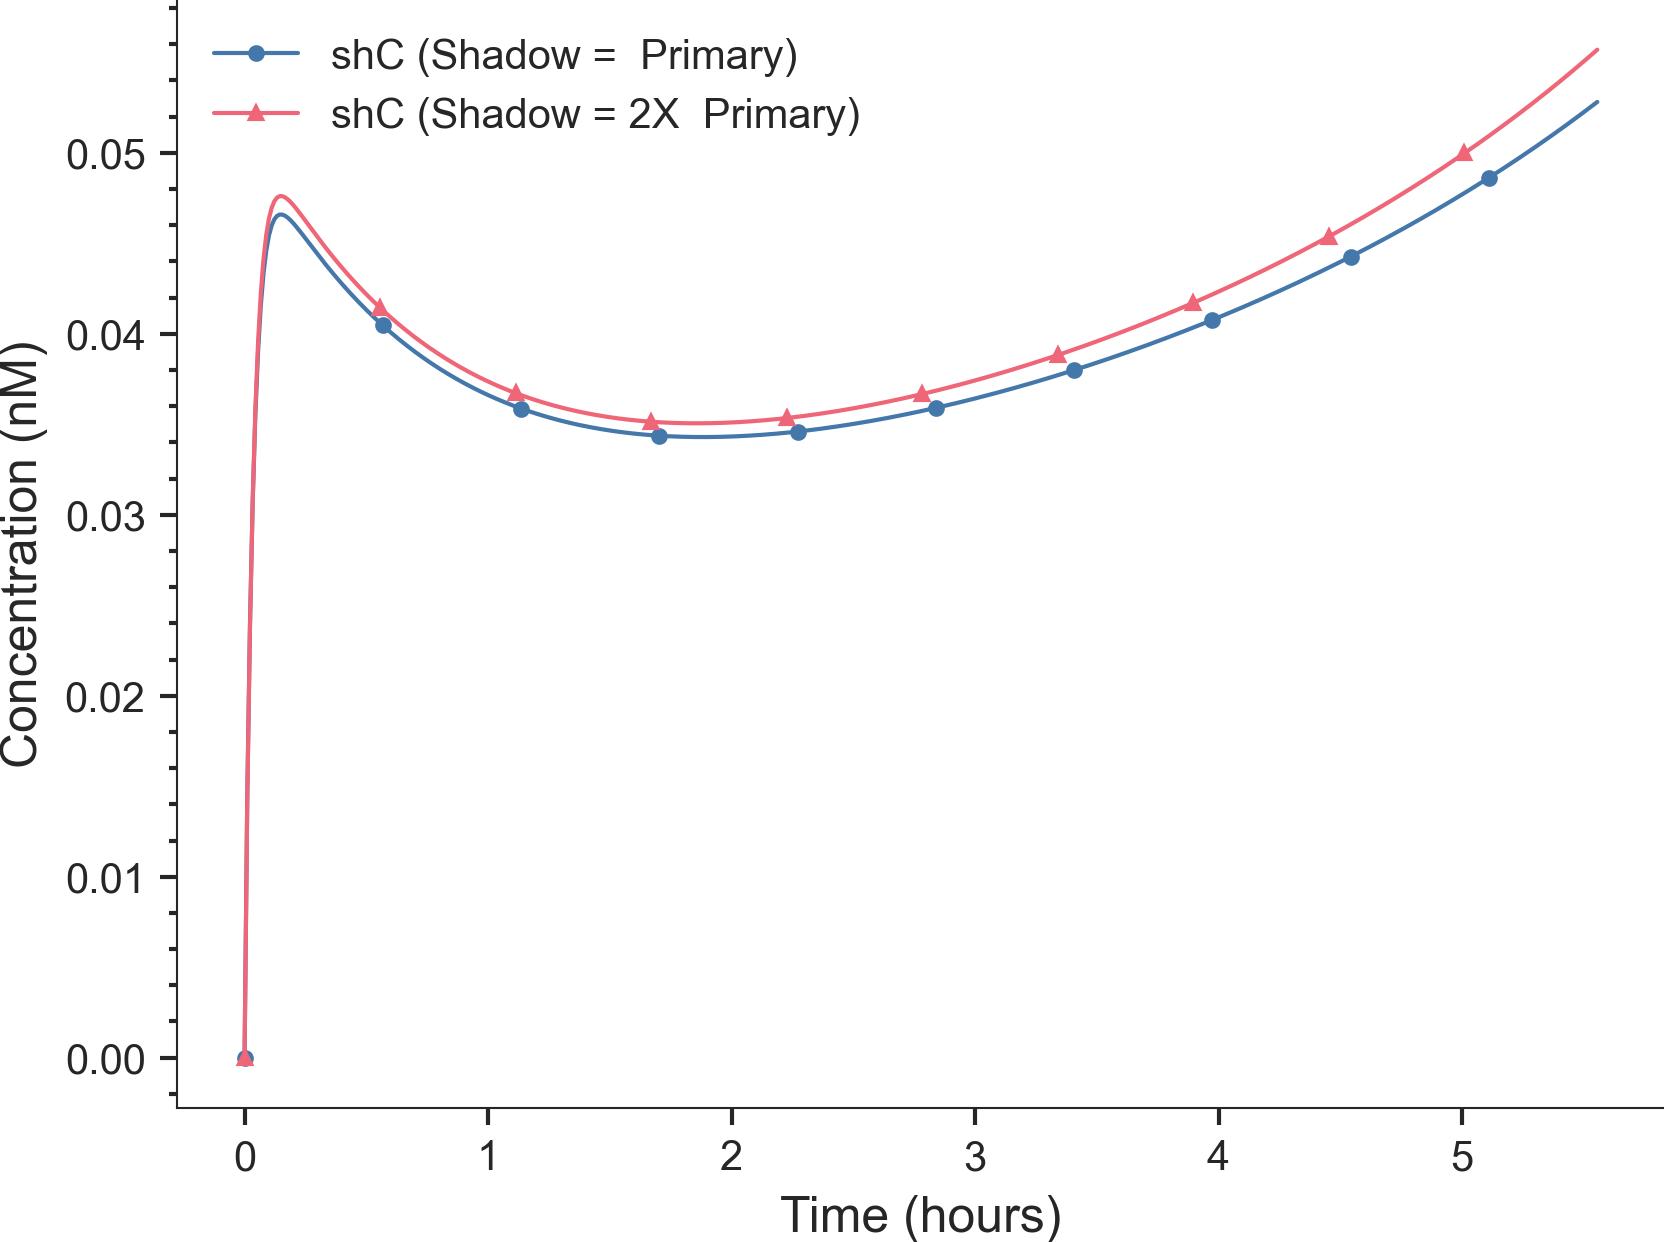 shC (Shadow =  Primary)
shC (Shadow = 2X  Primary)
0.05
0.04
0.03
0.02
0.01
0.00
Concentration (nM)
0 1 2 3 4 5
Time (hours)